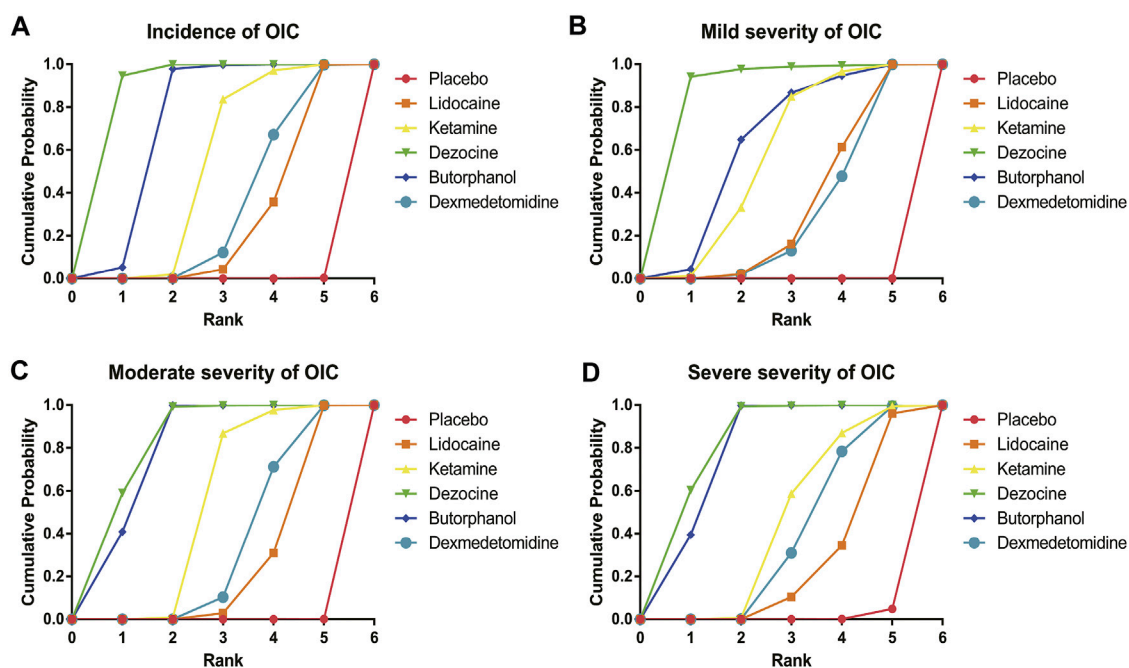 A
Incidence of OIC
Cumulative Probability
1.0
0.8
0.6
0.4
0.2
0.0
0 1 2 3 4 5 6
Rank
Placebo
Lidocaine
Ketamine
Dezocine
Butorphanol
Dexmedetomidine
B
Mild severity of OIC
Cumulative Probability
1.0
0.8
0.6
0.4
0.2
0.0
0 1 2 3 4 5 6
Rank
Placebo
Lidocaine
Ketamine
Dezocine
Butorphanol
Dexmedetomidine
C
Moderate severity of OIC
Cumulative Probability
1.0
0.8
0.6
0.4
0.2
0.0
0 1 2 3 4 5 6
Rank
Placebo
Lidocaine
Ketamine
Dezocine
Butorphanol
Dexmedetomidine
D
Severe severity of OIC
Cumulative Probability
1.0
0.8
0.6
0.4
0.2
0.0
0 1 2 3 4 5 6
Rank
Placebo
Lidocaine
Ketamine
Dezocine
Butorphanol
Dexmedetomidine